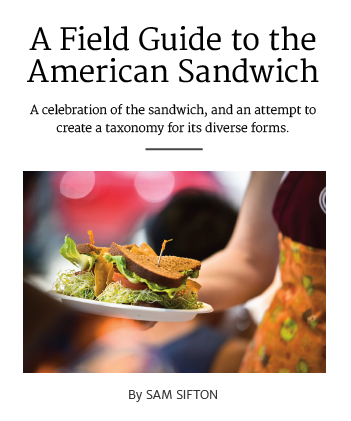 A Field Guide to the
American Sandwich
A celebration of the sandwich, and an attempt to
create a taxonomy for its diverse forms.
By SAM SIFTON